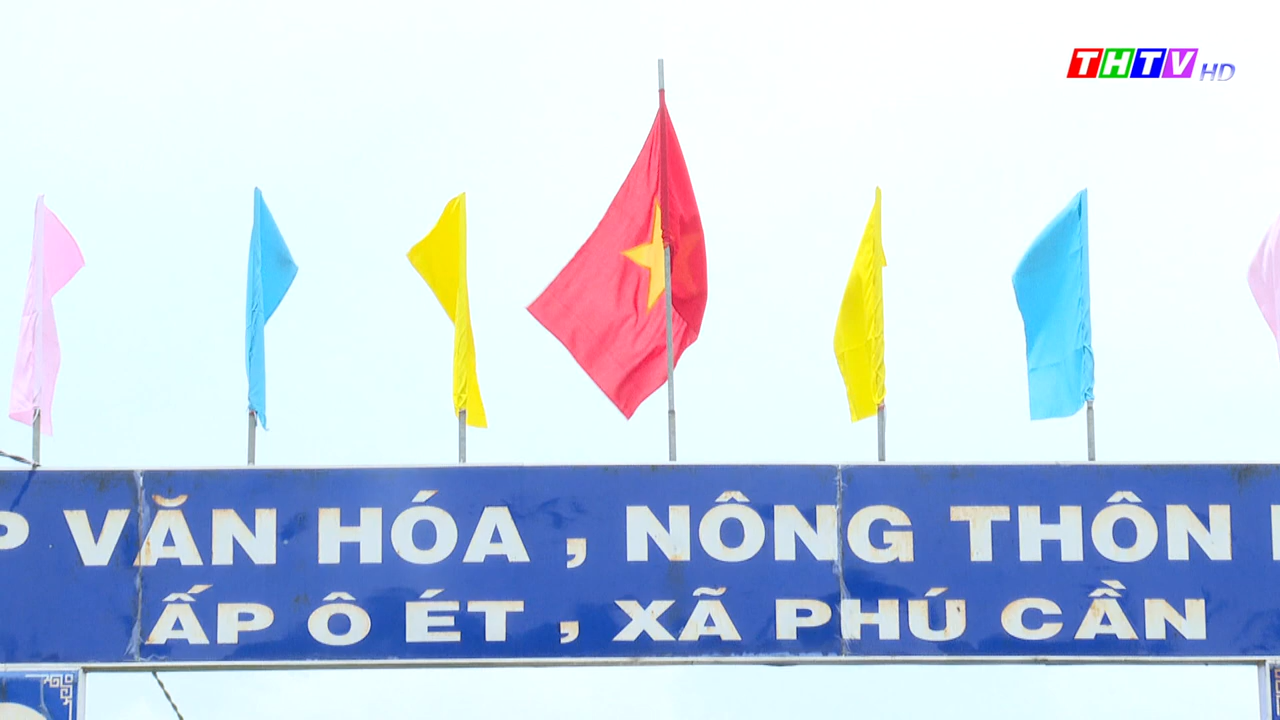 THTV HD
P VĂN HÓA , NÔNG THÔN
ẤP Ô ÉT , XÃ PHÚ CẦN